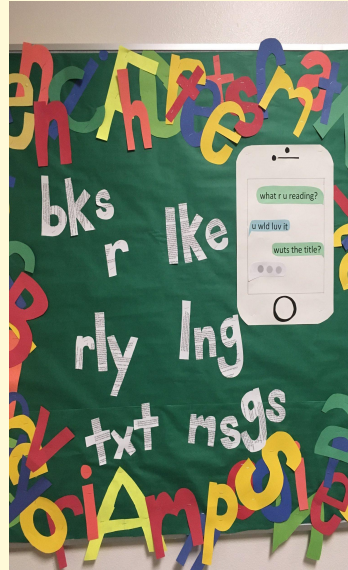 bks
r lke
rly lng
txt msgs
what r u reading?
u wld luv it
wuts the title?